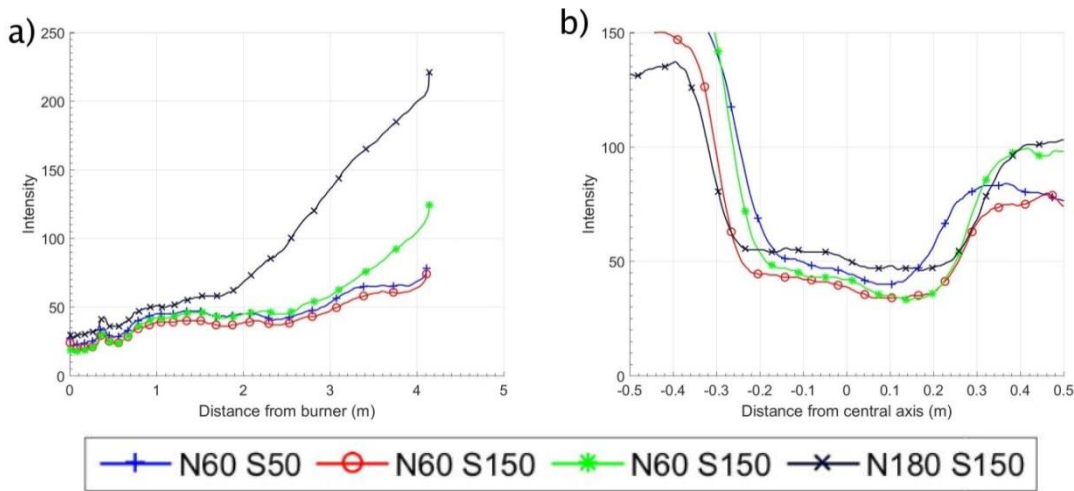 a)
250
200
150
100
50
0
Intensity
0 1 2 3 4 5
Distance from burner (m)
b)
150
100
50
0
Intensity
-0.5 -0.4 -0.3 -0.2 -0.1 0 0.1 0.2 0.3 0.4 0.5
Distance from central axis (m)
N60 S50 N60 S150 N60 S150 N180 S150